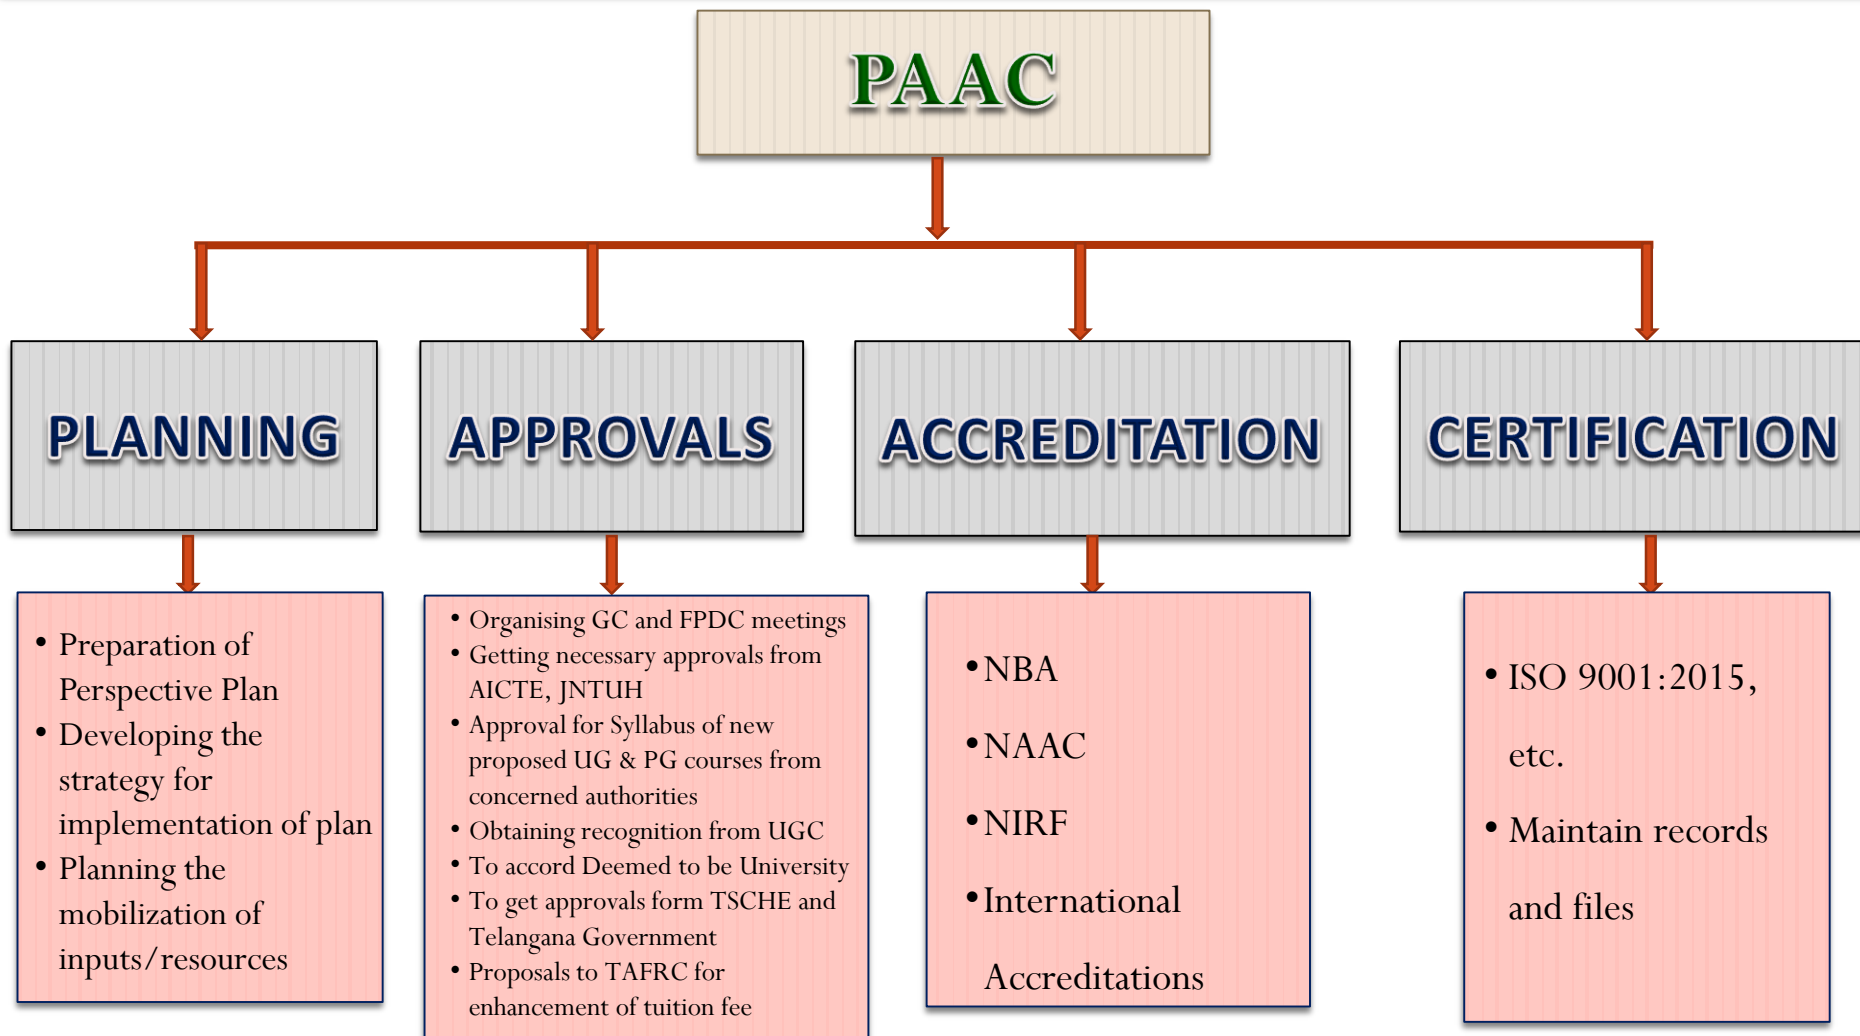 PAAC
PLANNING
APPROVALS
ACCREDITATION
CERTIFICATION
• Preparation of
Perspective Plan
• Developing the
strategy for
implementation of plan
• Planning the
mobilization of
inputs/resources
• Organising GC and FPDC meetings
• Getting necessary approvals from
AICTE, JNTUH
• Approval for Syllabus of new
proposed UG & PG courses from
concerned authorities
• Obtaining recognition from UGC
• To accord Deemed to be University
• To get approvals form TSCHE and
Telangana Government
• Proposals to TAFRC for
enhancement of tuition fee
• NBA
• NAAC
• NIRF
• International
Accreditations
• ISO 9001:2015,
etc.
• Maintain records
and files